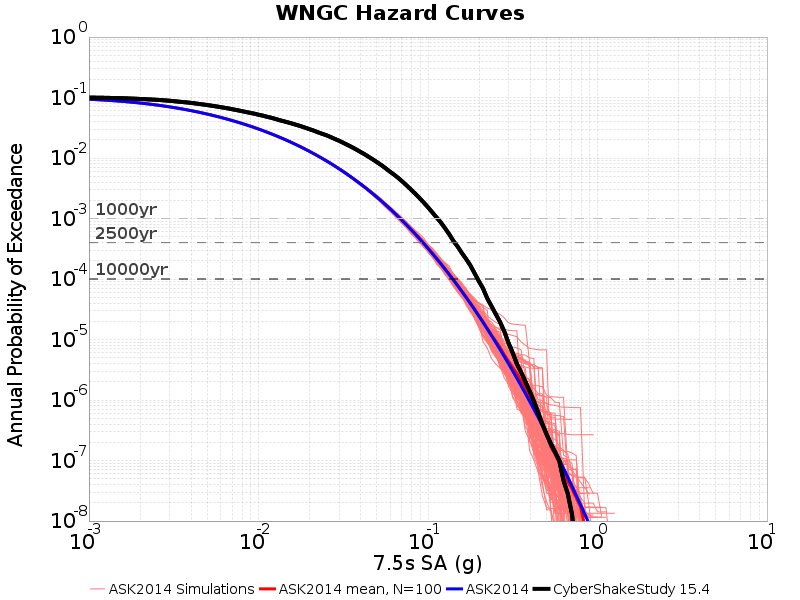 WNGC Hazard Curves
Annual Probability of Exceedance
10^0
10^-1
10^-2
10^-3
10^-4
10^-5
10^-6
10^-7
10^-8
1000yr
2500yr
10000yr
10^-3 10^-2 10^-1 10^0 10^1
7.5s SA (g)
ASK2014 Simulations ASK2014 mean, N=100 ASK2014 CyberShakeStudy 15.4